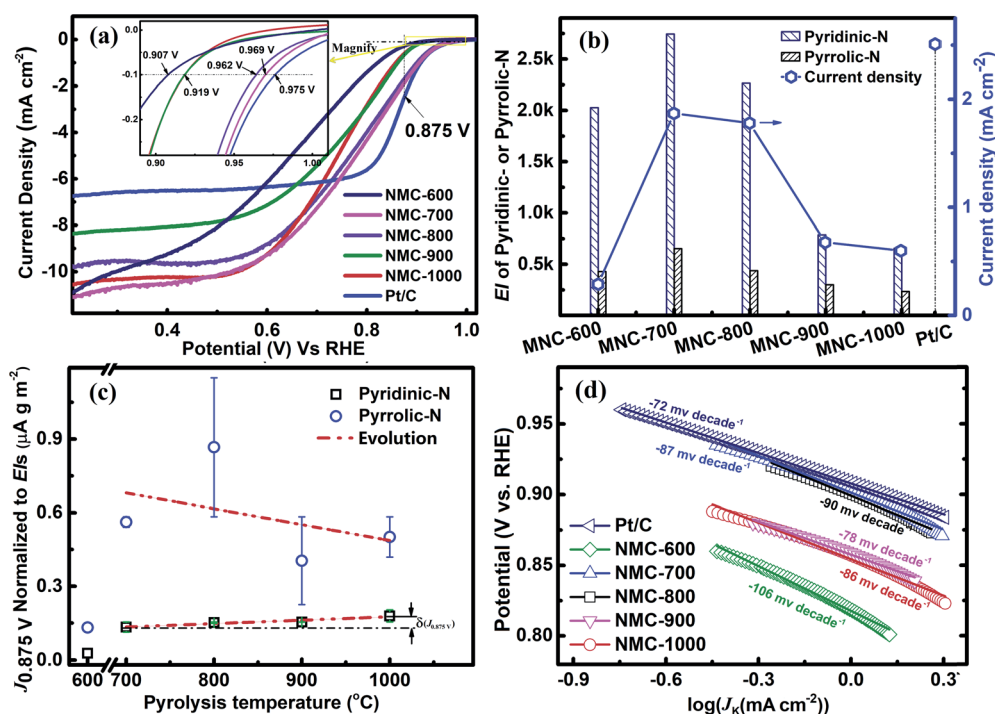 (a)
Magnify
0.0
-0.1
-0.2
0.90
0.95
1.00
0.907 V
0.919 V
0.969 V
0.962 V
0.975 V
0.875 V
0
-2
-4
-6
-8
-10
Current Density (mA cm-2)
NMC-600
NMC-700
NMC-800
NMC-900
NMC-1000
Pt/C
0.4
0.6
0.8
1.0
Potential (V) Vs RHE
(b)
Pyridinic-N
Pyrrolic-N
Current density
2.5k
2.0k
1.5k
1.0k
0.5k
EI of Pyridinic- or Pyrrolic-N
2
1
0
Current density (mA cm-2)
MNC-600
MNC-700
MNC-800
MNC-900
MNC-1000
Pt/C
(c)
Pyridinic-N
Pyrrolic-N
Evolution
0.9
0.6
0.3
0.0
J0.875 V Normalized to EIs (μA g m-2)
δ(J0.875 V)
600
700
800
900
1000
Pyrolysis temperature (oC)
(d)
-72 mv decade-1
-87 mv decade-1
-90 mv decade-1
-78 mv decade-1
-86 mv decade-1
-106 mv decade-1
Pt/C
NMC-600
NMC-700
NMC-800
NMC-900
NMC-1000
0.95
0.90
0.85
0.80
Potential (V vs. RHE)
-0.9
-0.6
-0.3
0.0
0.3
log(JK(mA cm-2)